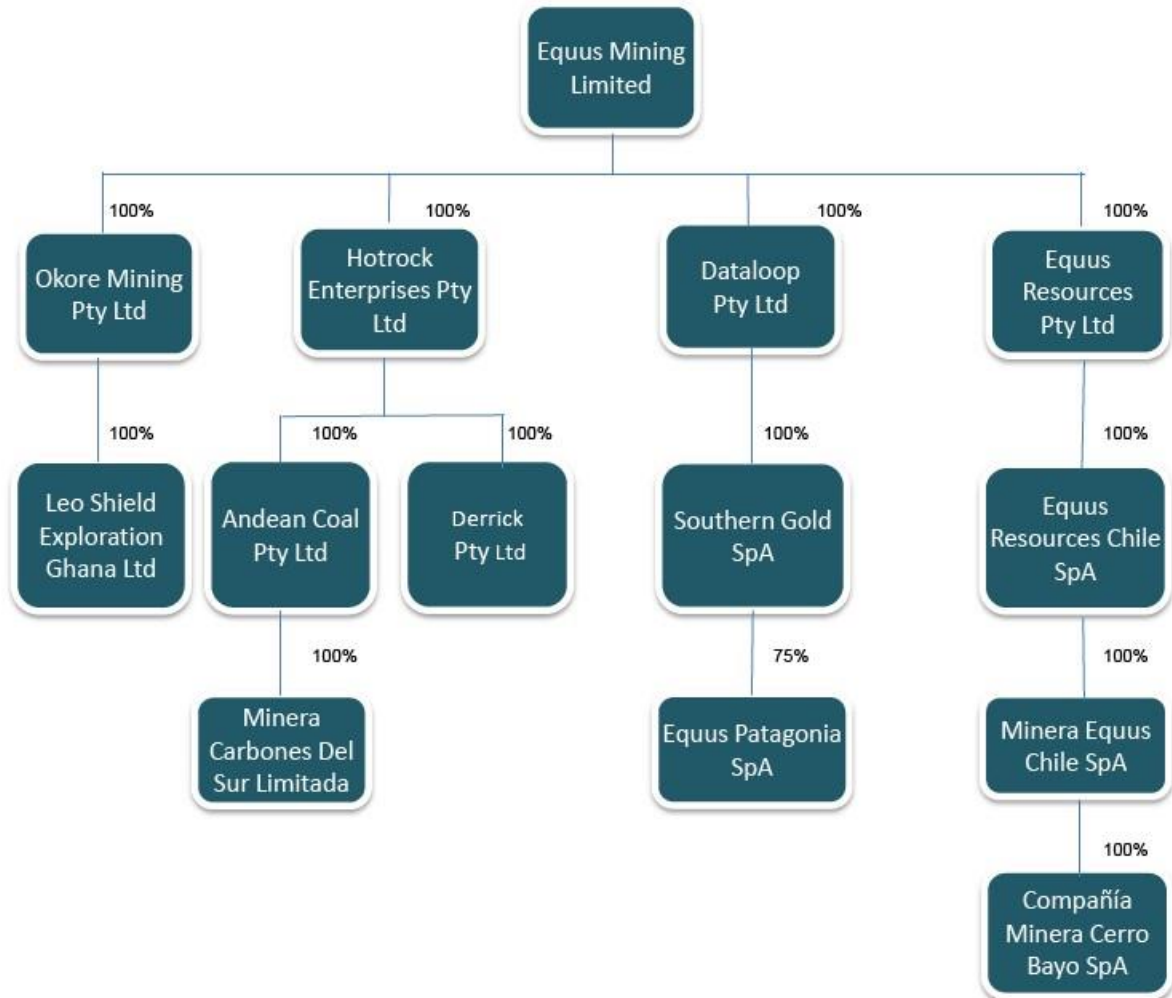 Equus Mining
Limited
100%
100%
100%
100%
Okore Mining
Pty Ltd
Hotrock
Enterprises Pty
Ltd
Dataloop
Pty Ltd
Equus
Resources
Pty Ltd
100%
100%
100%
100%
100%
Leo Shield
Exploration
Ghana Ltd
Andean Coal
Pty Ltd
Derrick
Pty Ltd
Southern Gold
SpA
Equus
Resources Chile
SpA
100%
75%
100%
Minera
Carbones Del
Sur Limitada
Equus Patagonia
SpA
Minera Equus
Chile SpA
100%
Compañía
Minera Cerro
Bayo SpA